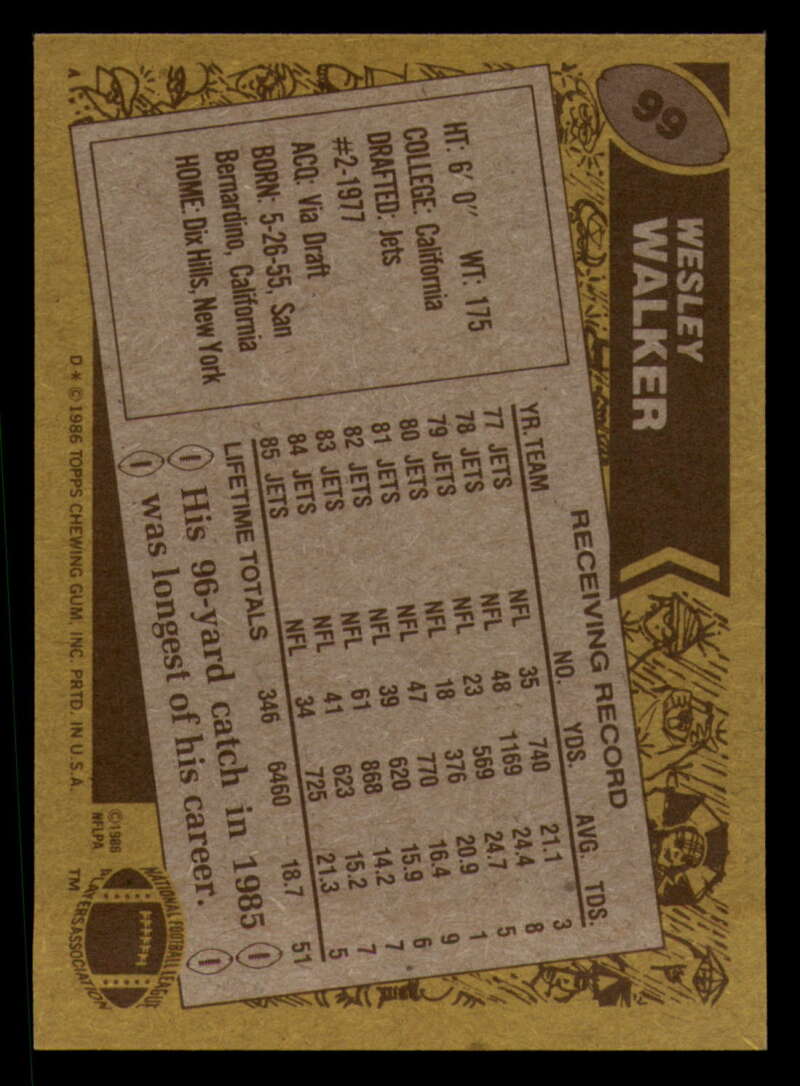 99
WESLEY
WALKER
HT: 6' 0" WT: 175
COLLEGE: California
DRAFTED: Jets
#2-1977
ACQ: Via Draft
BORN: 5-26-55, San
Bernardino, California
HOME: Dix Hills, New York
RECEIVING RECORD
YR. TEAM NO. YDS. AVG. TDS.
77 JETS NFL 35 740 21.1 3
78 JETS NFL 48 1169 24.4 8
79 JETS NFL 23 569 24.7 5
80 JETS NFL 18 376 20.9 1
81 JETS NFL 47 770 16.4 9
82 JETS NFL 39 620 15.9 6
83 JETS NFL 61 868 14.2 7
84 JETS NFL 41 623 15.2 7
85 JETS NFL 34 725 21.3 5
LIFETIME TOTALS 346 6460 18.7 51
His 96-yard catch in 1985
was longest of his career.
A
D * © 1986 TOPPS CHEWING GUM, INC. PRTD. IN U.S.A.
©1986
NFLPA
NATIONAL FOOTBALL LEAGUE
PLAYERS ASSOCIATION
TM